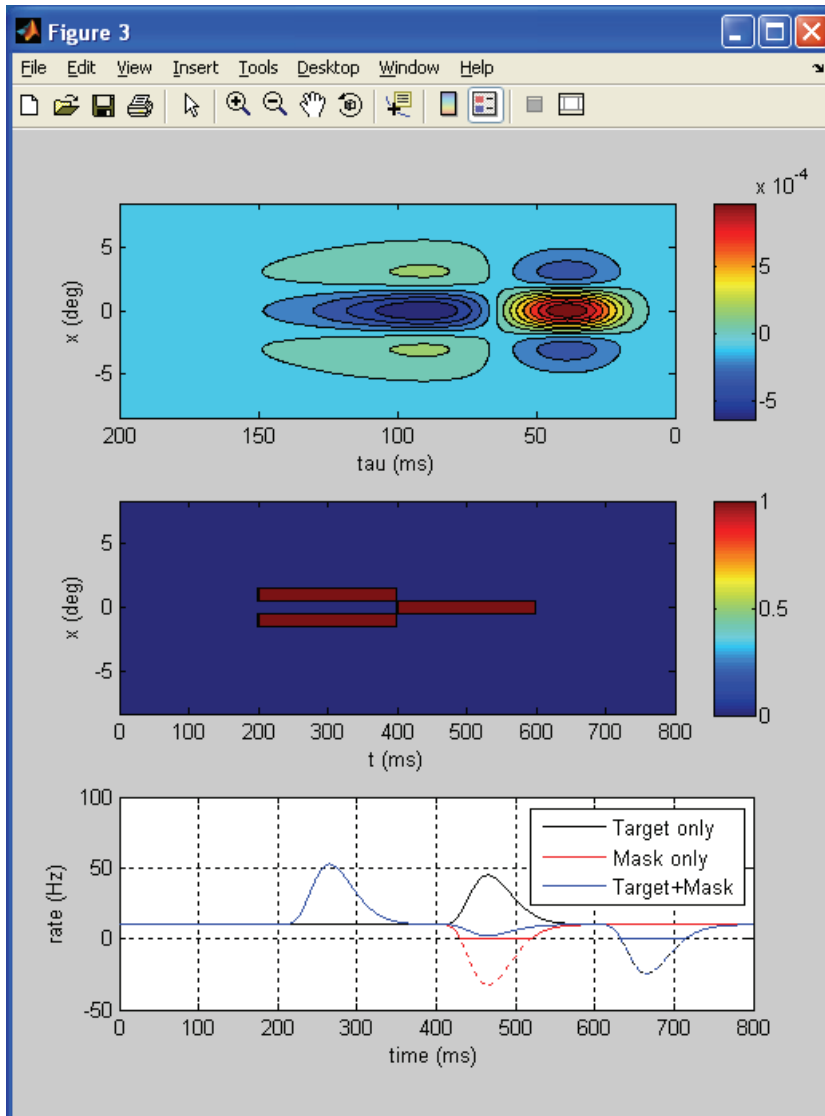 Figure 3
File Edit View Insert Tools Desktop Window Help
x 10-4
5
0
-5
x (deg)
5
0
-5
200 150 100 50 0
tau (ms)
1
0.5
0
5
0
-5
x (deg)
0 100 200 300 400 500 600 700 800
t (ms)
100
50
0
-50
rate (Hz)
Target only
Mask only
Target+Mask
0 100 200 300 400 500 600 700 800
time (ms)